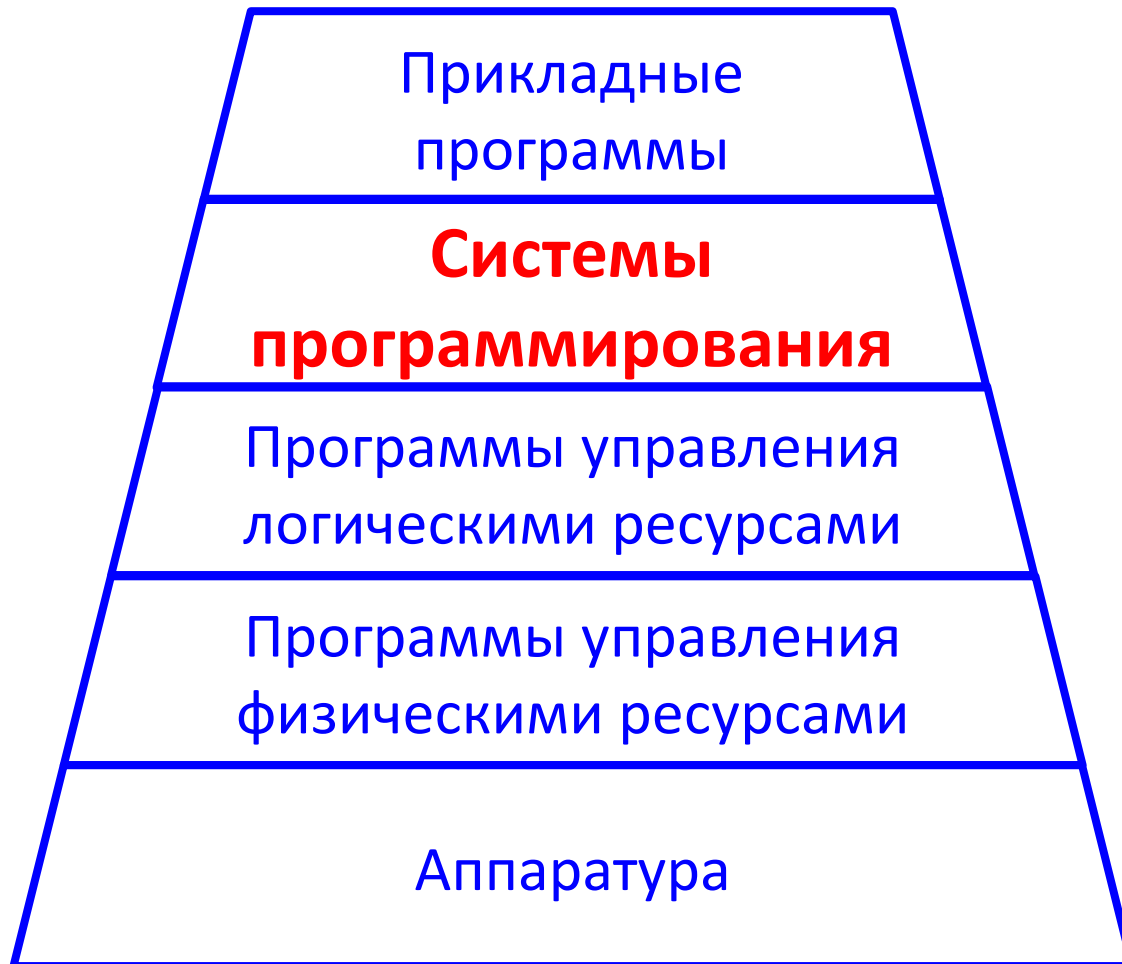 Прикладные
программы
Системы
программирования
Программы управления
логическими ресурсами
Программы управления
физическими ресурсами
Аппаратура